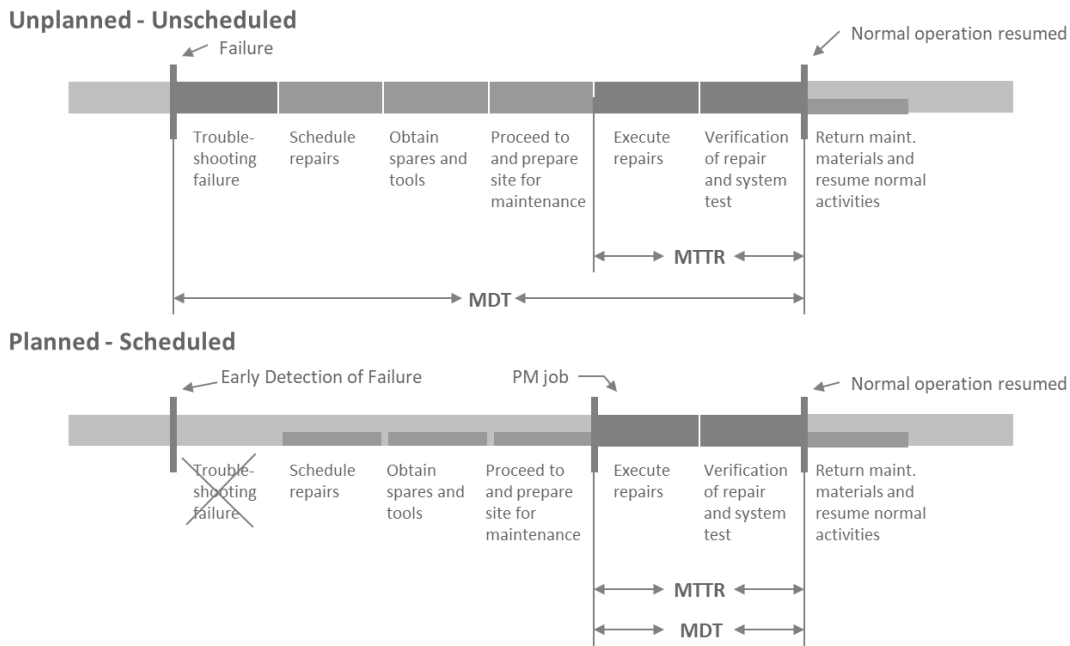 Unplanned - Unscheduled
Failure
Normal operation resumed
Trouble-
shooting
failure
Schedule
repairs
Obtain
spares and
tools
Proceed to
and prepare
site for
maintenance
Execute
repairs
Verification
of repair
and system
test
Return maint.
materials and
resume normal
activities
MTTR
MDT
Planned - Scheduled
Early Detection of Failure
PM job
Normal operation resumed
Trouble-
shooting
failure
Schedule
repairs
Obtain
spares and
tools
Proceed to
and prepare
site for
maintenance
Execute
repairs
Verification
of repair
and system
test
Return maint.
materials and
resume normal
activities
MTTR
MDT